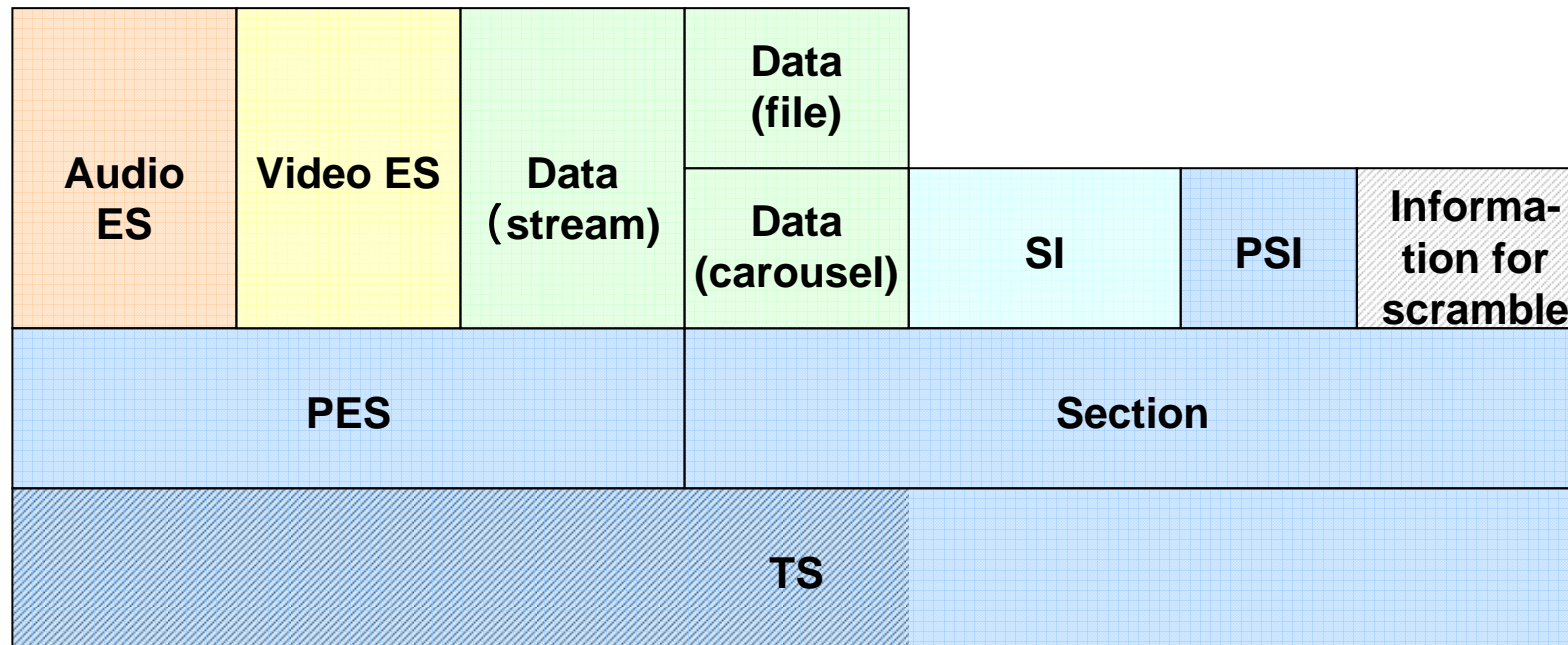 Audio
ES
Video ES
Data
（stream)
Data
(file)
Data
(carousel)
SI
PSI
Informa-
tion for
scramble
PES
Section
TS